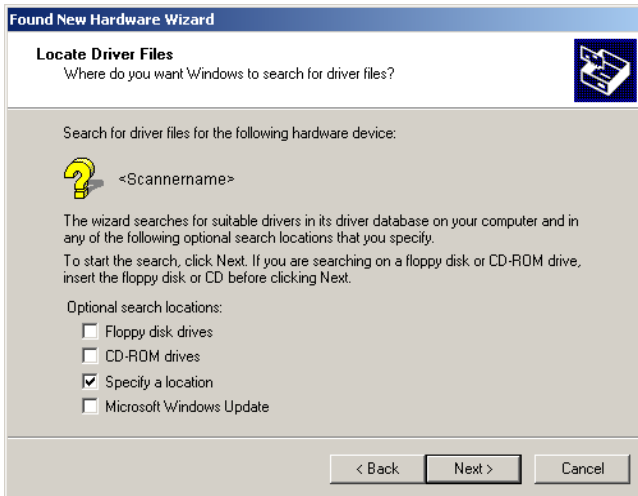 Found New Hardware Wizard
Locate Driver Files
Where do you want Windows to search for driver files?
Search for driver files for the following hardware device:
<Scannername>
The wizard searches for suitable drivers in its driver database on your computer and in
any of the following optional search locations that you specify.
To start the search, click Next. If you are searching on a floppy disk or CD-ROM drive,
insert the floppy disk or CD before clicking Next.
Optional search locations:
Floppy disk drives
CD-ROM drives
Specify a location
Microsoft Windows Update
< Back Next > Cancel